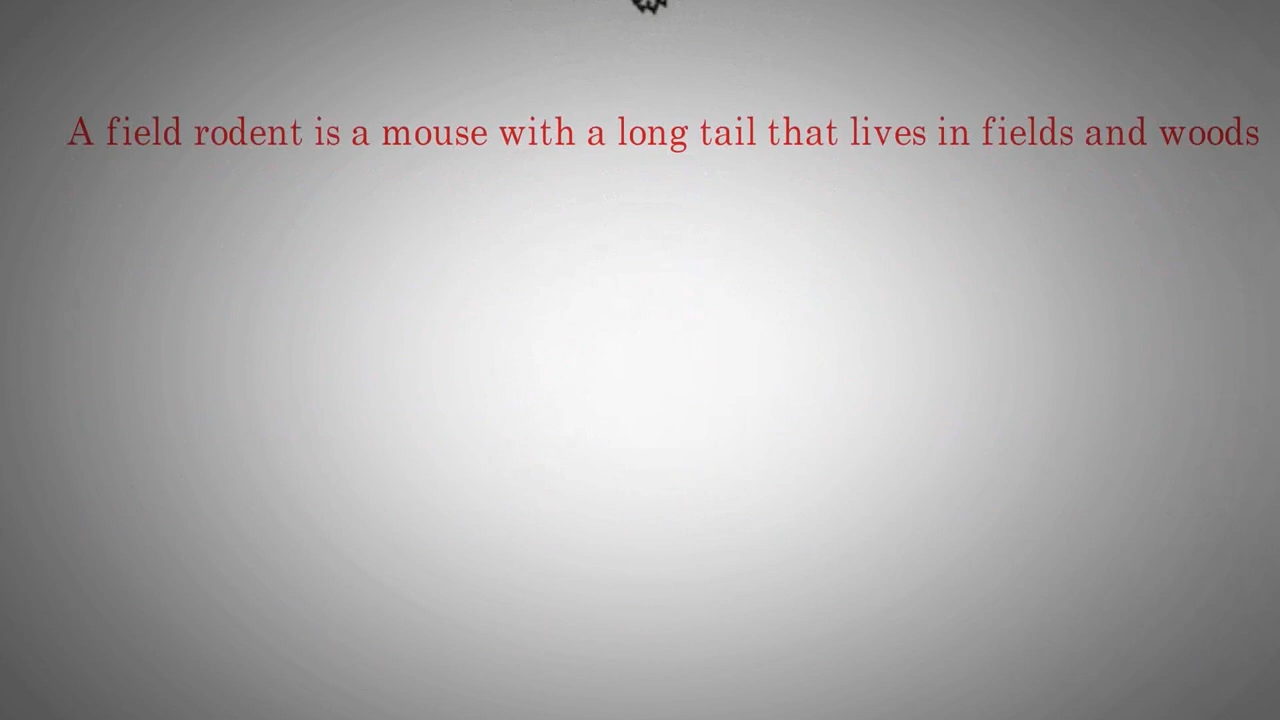 A field rodent is a mouse with a long tail that lives in fields and woods